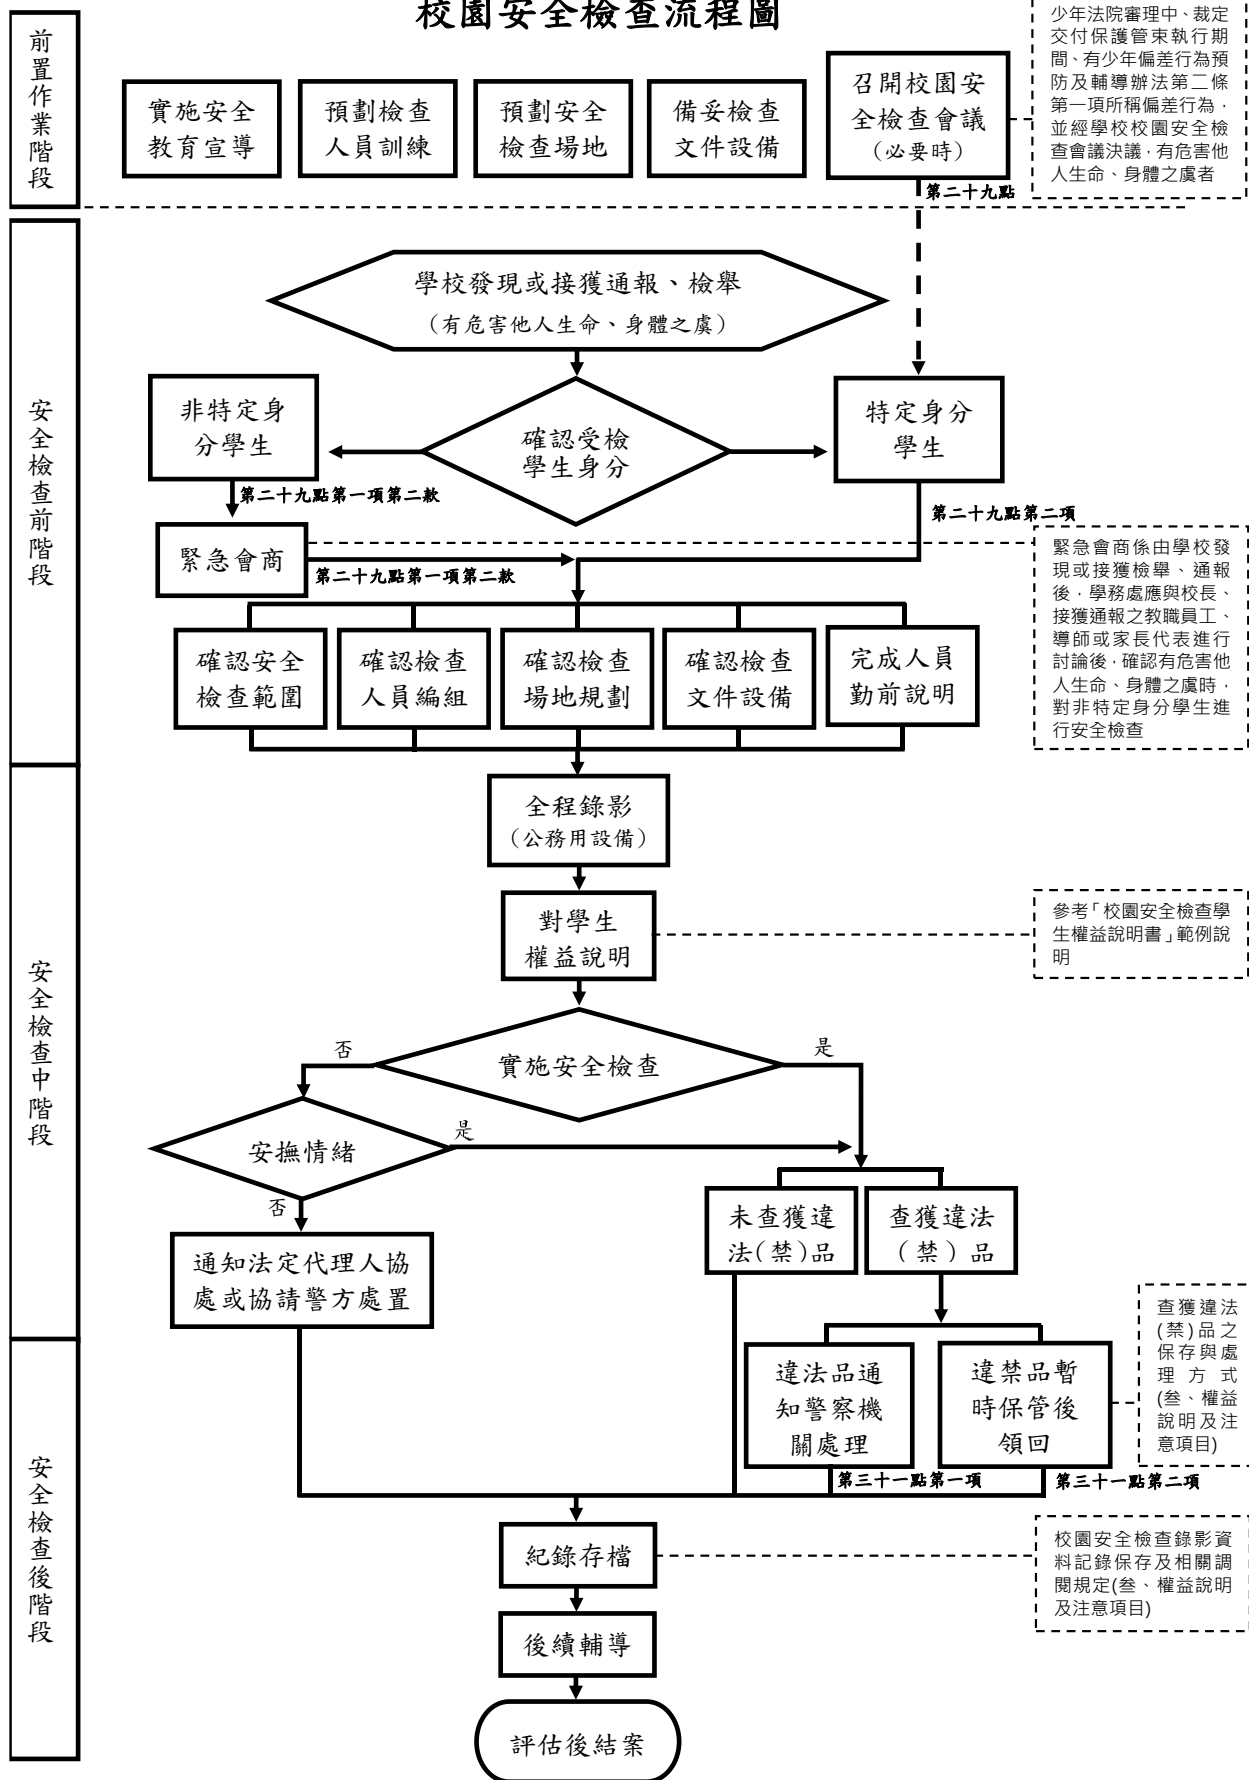 校園安全檢查流程圖
前置作業階段
實施安全
教育宣導
預劃檢查
人員訓練
預劃安全
檢查場地
備妥檢查
文件設備
召開校園安
全檢查會議
(必要時)
少年法院審理中、裁定
交付保護管束執行期
間、有少年偏差行為預
防及輔導辦法第二條
第一項所稱偏差行為，
並經學校校園安全檢
查會議決議，有危害他
人生命、身體之虞者
第二十九點
安全檢查前階段
學校發現或接獲通報、檢舉
(有危害他人生命、身體之虞)
非特定身
分學生
確認受檢
學生身分
特定身分
學生
第二十九點第一項第二款
第二十九點第二項
緊急會商
第二十九點第一項第二款
緊急會商係由學校發
現或接獲檢舉、通報
後，學務處應與校長、
接獲通報之教職員工、
導師或家長代表進行
討論後，確認有危害他
人生命、身體之虞時，
對非特定身分學生進
行安全檢查
確認安全
檢查範圍
確認檢查
人員編組
確認檢查
場地規劃
確認檢查
文件設備
完成人員
勤前說明
安全檢查中階段
全程錄影
(公務用設備)
對學生
權益說明
參考「校園安全檢查學
生權益說明書」範例說
明
實施安全檢查
否
是
安撫情緒
是
否
通知法定代理人協
處或協請警方處置
未查獲違
法(禁)品
查獲違法
(禁)品
查獲違法
(禁)品之
保存與處
理方式
(叁、權益
說明及注
意項目)
安全檢查後階段
違法品通
知警察機
關處理
違禁品暫
時保管後
領回
第三十一點第一項
第三十一點第二項
紀錄存檔
校園安全檢查錄影資
料記錄保存及相關調
閱規定(叁、權益說明
及注意項目)
後續輔導
評估後結案